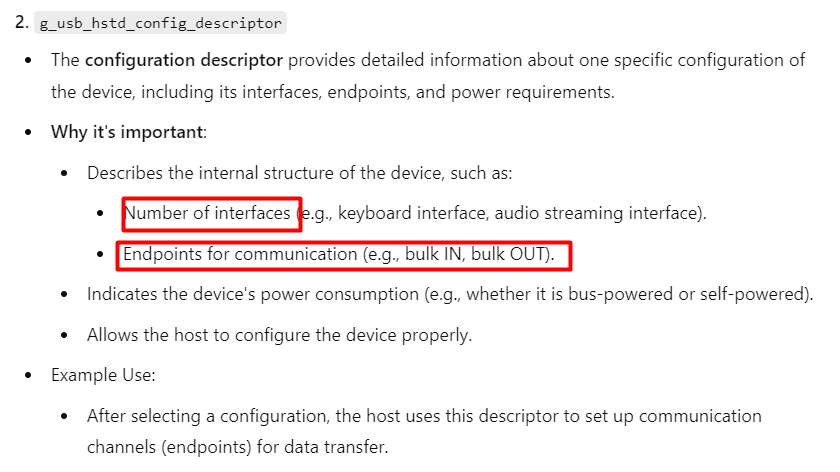 2. g_usb_hstd_config_descriptor
• The configuration descriptor provides detailed information about one specific configuration of
the device, including its interfaces, endpoints, and power requirements.
• Why it's important:
• Describes the internal structure of the device, such as:
• Number of interfaces (e.g., keyboard interface, audio streaming interface).
• Endpoints for communication (e.g., bulk IN, bulk OUT).
• Indicates the device's power consumption (e.g., whether it is bus-powered or self-powered).
• Allows the host to configure the device properly.
• Example Use:
• After selecting a configuration, the host uses this descriptor to set up communication
channels (endpoints) for data transfer.